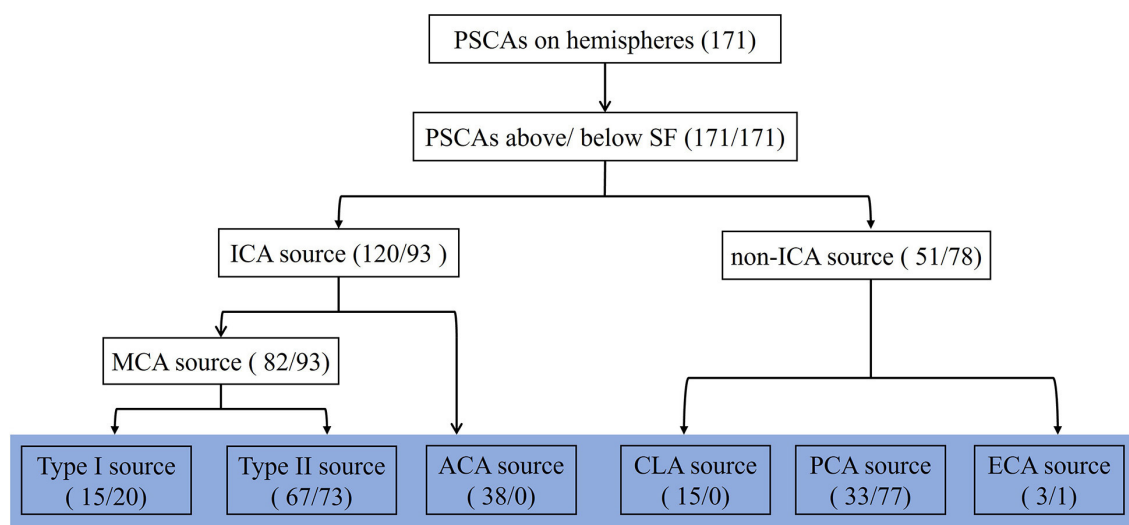 PSCAs on hemispheres (171)
PSCAs above/ below SF (171/171)
ICA source (120/93 )
non-ICA source ( 51/78)
MCA source ( 82/93)
Type I source
( 15/20)
Type II source
( 67/73)
ACA source
(38/0)
CLA source
(15/0)
PCA source
(33/77)
ECA source
(3/1)